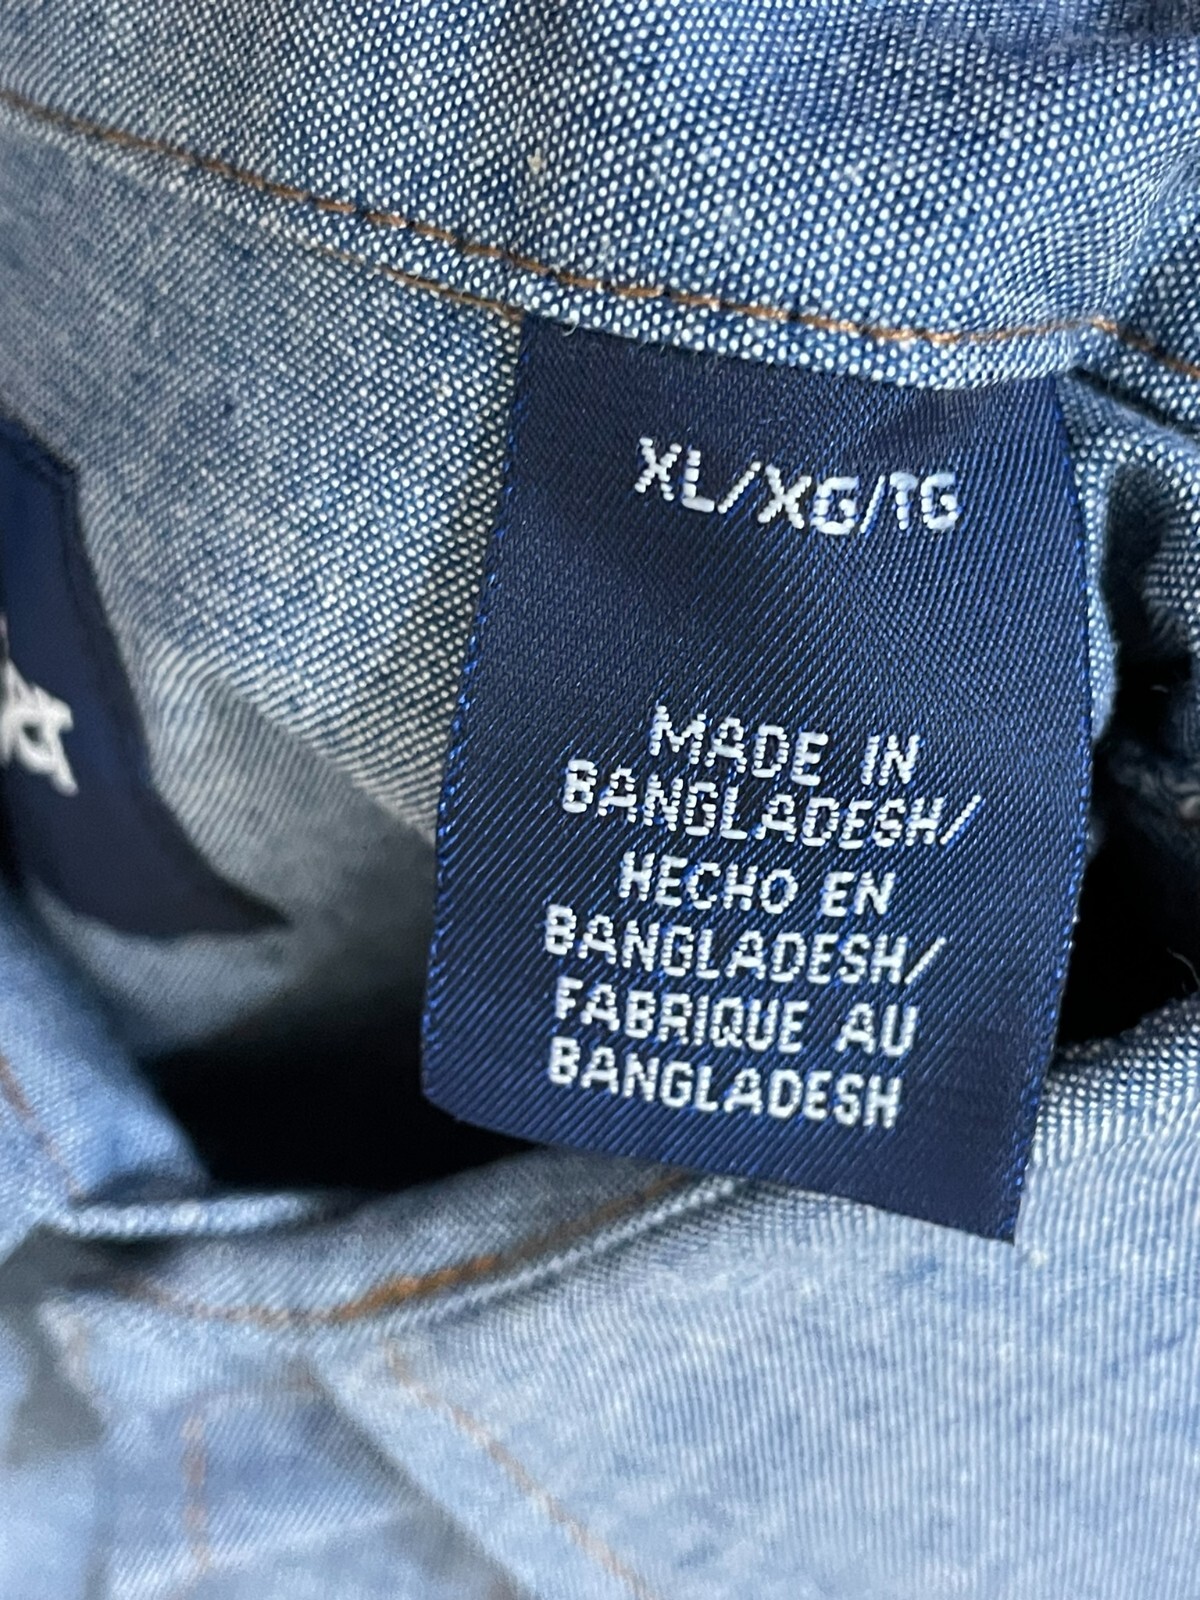 XL/XG/TG
MADE IN
BANGLADESH/
HECHO EN
BANGLADESH/
FABRIQUE AU
BANGLADESH